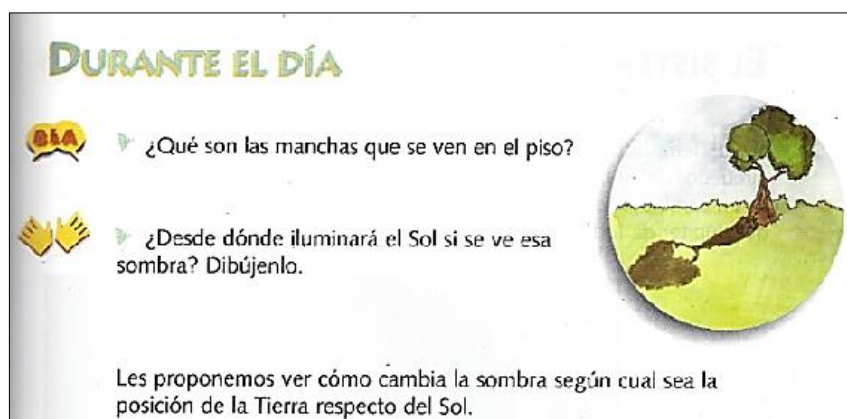 DURANTE EL DÍA
BLA
¿Qué son las manchas que se ven en el piso?
¿Desde dónde iluminará el Sol si se ve esa
sombra? Dibújenlo.
Les proponemos ver cómo cambia la sombra según cual sea la
posición de la Tierra respecto del Sol.